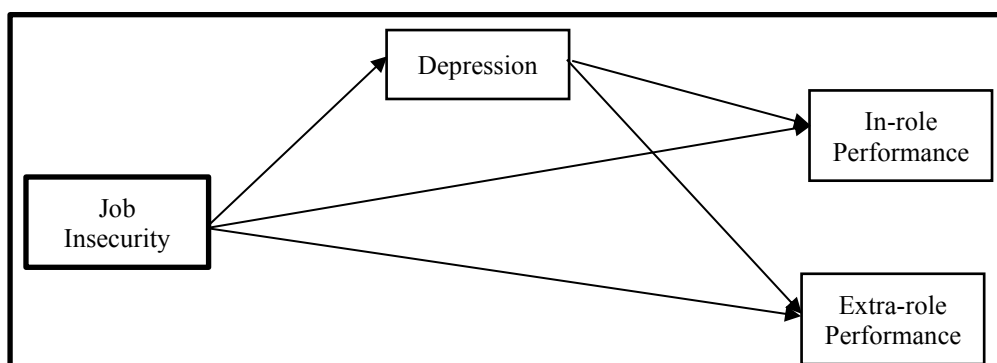 Depression
In-role
Performance
Job
Insecurity
Extra-role
Performance